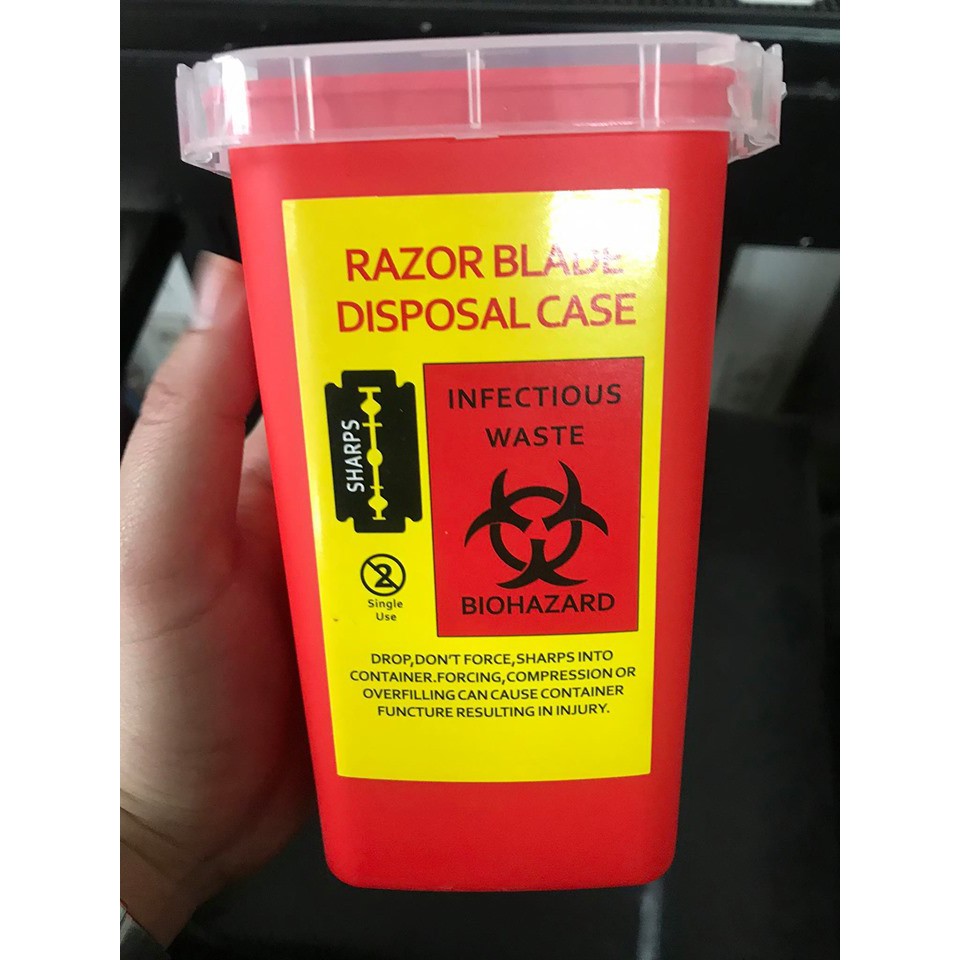 RAZOR BLADE
DISPOSAL CASE
SHARPS
INFECTIOUS
WASTE
BIOHAZARD
2
Single
Use
DROP,DON'T FORCE,SHARPS INTO
CONTAINER.FORCING,COMPRESSION OR
OVERFILLING CAN CAUSE CONTAINER
FUNCTURE RESULTING IN INJURY.